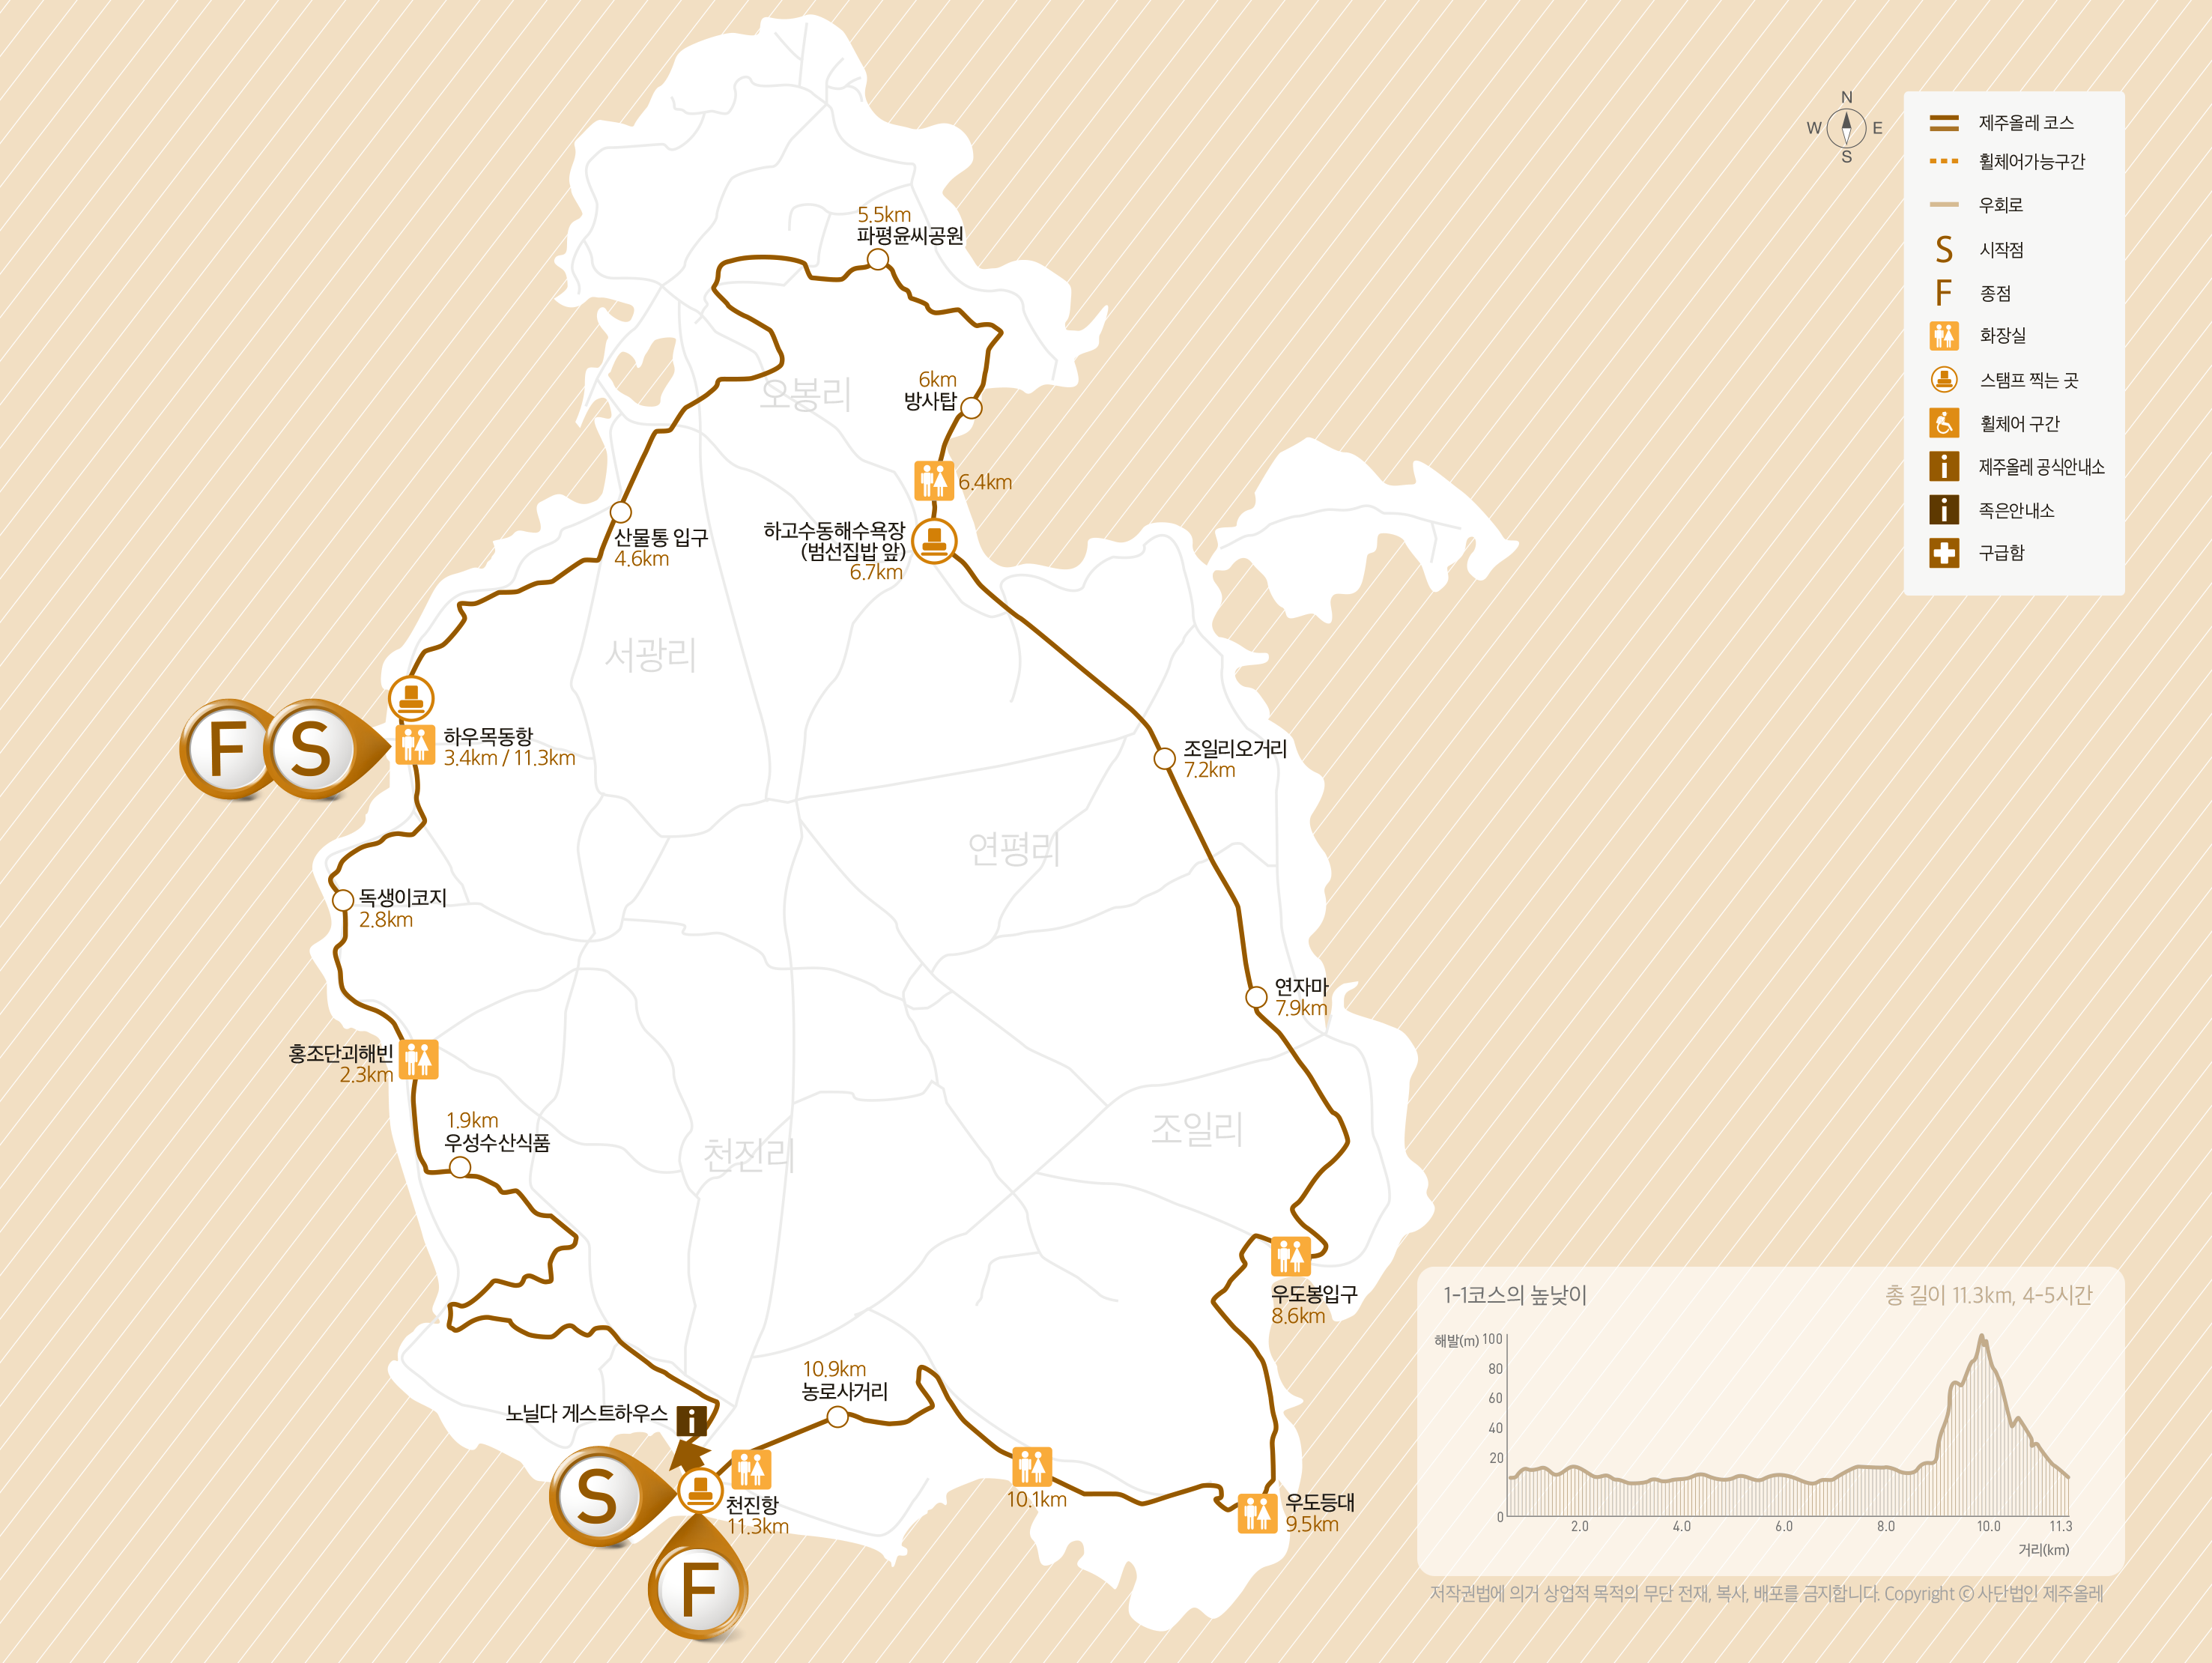 5.5km
파평윤씨공원
6km
방사탑
오봉리
6.4km
산물통 입구
4.6km
하고수동해수욕장
(범선집밥 앞)
6.7km
서광리
F
S
하우목동항
3.4km / 11.3km
조일리오거리
7.2km
연평리
독생이코지
2.8km
연자마
7.9km
홍조단괴해빈
2.3km
1.9km
우성수산식품
천진리
조일리
우도봉입구
8.6km
10.9km
농로사거리
노닐다 게스트하우스
i
S
천진항
11.3km
10.1km
우도등대
9.5km
F
N
W
E
S
제주올레 코스
휠체어가능구간
우회로
S 시작점
F 종점
화장실
스탬프 찍는 곳
휠체어 구간
i 제주올레 공식안내소
i 족은안내소
구급함
1-1코스의 높낮이
총 길이 11.3km, 4-5시간
해발(m) 100
80
60
40
20
0
2.0 4.0 6.0 8.0 10.0 11.3
거리(km)
저작권법에 의거 상업적 목적의 무단 전재, 복사, 배포를 금지합니다. Copyright © 사단법인 제주올레